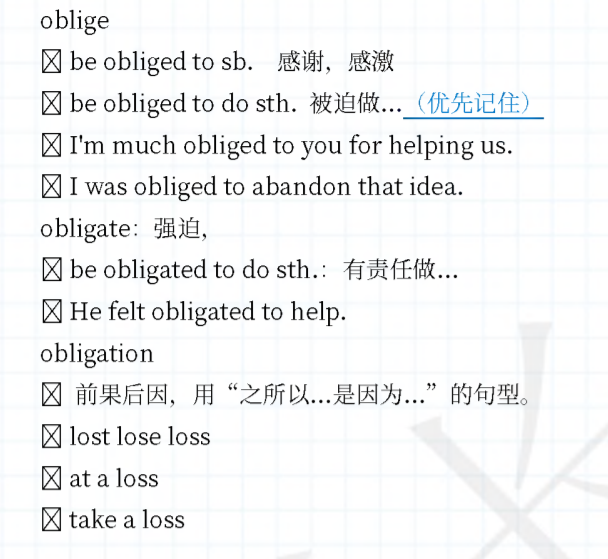 oblige
☒ be obliged to sb. 感谢，感激
☒ be obliged to do sth. 被迫做…（优先记住）
☒ I'm much obliged to you for helping us.
☒ I was obliged to abandon that idea.
obligate：强迫，
☒ be obligated to do sth.：有责任做…
☒ He felt obligated to help.
obligation
☒ 前果后因，用“之所以…是因为…”的句型。
☒ lost lose loss
☒ at a loss
☒ take a loss